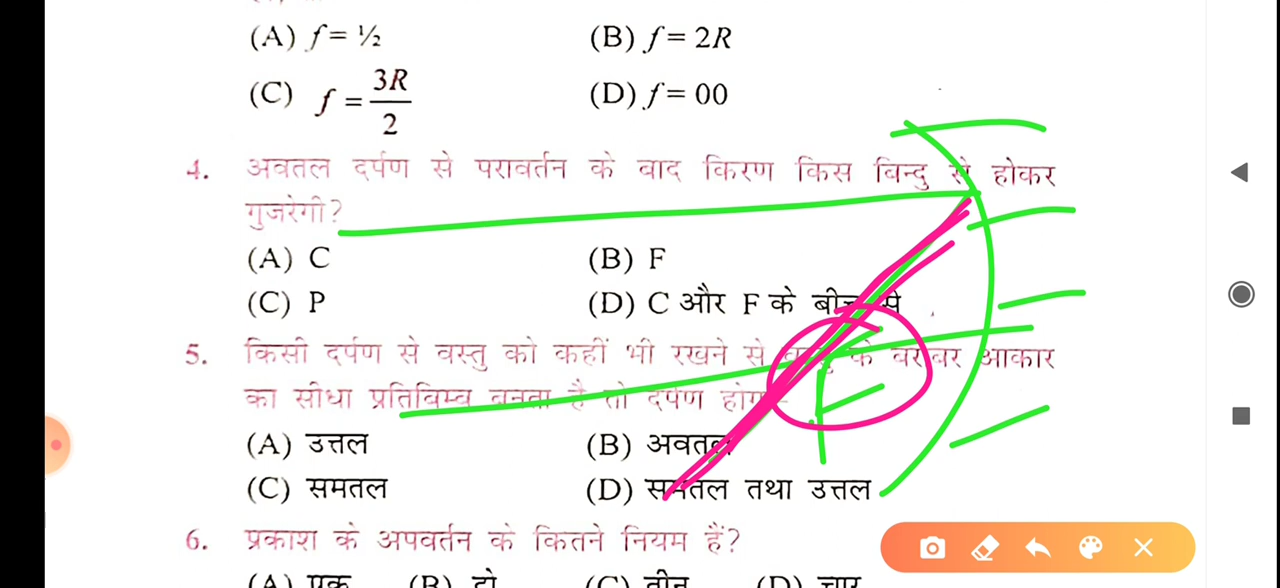 (A) f = ½ (B) f = 2R
(C) f = 3R/2 (D) f = 00
4. अवतल दर्पण से परावर्तन के बाद किरण किस बिन्दु से होकर
गुजरेगी?
(A) C (B) F
(C) P (D) C और F के बीच से
5. किसी दर्पण से वस्तु को कहीं भी रखने से वस्तु के बराबर आकार
का सीधा प्रतिबिम्ब बनता है तो दर्पण होगा-
(A) उत्तल (B) अवतल
(C) समतल (D) समतल तथा उत्तल
6. प्रकाश के अपवर्तन के कितने नियम हैं?
(A) एक (B) दो (C) तीन (D) चार
F